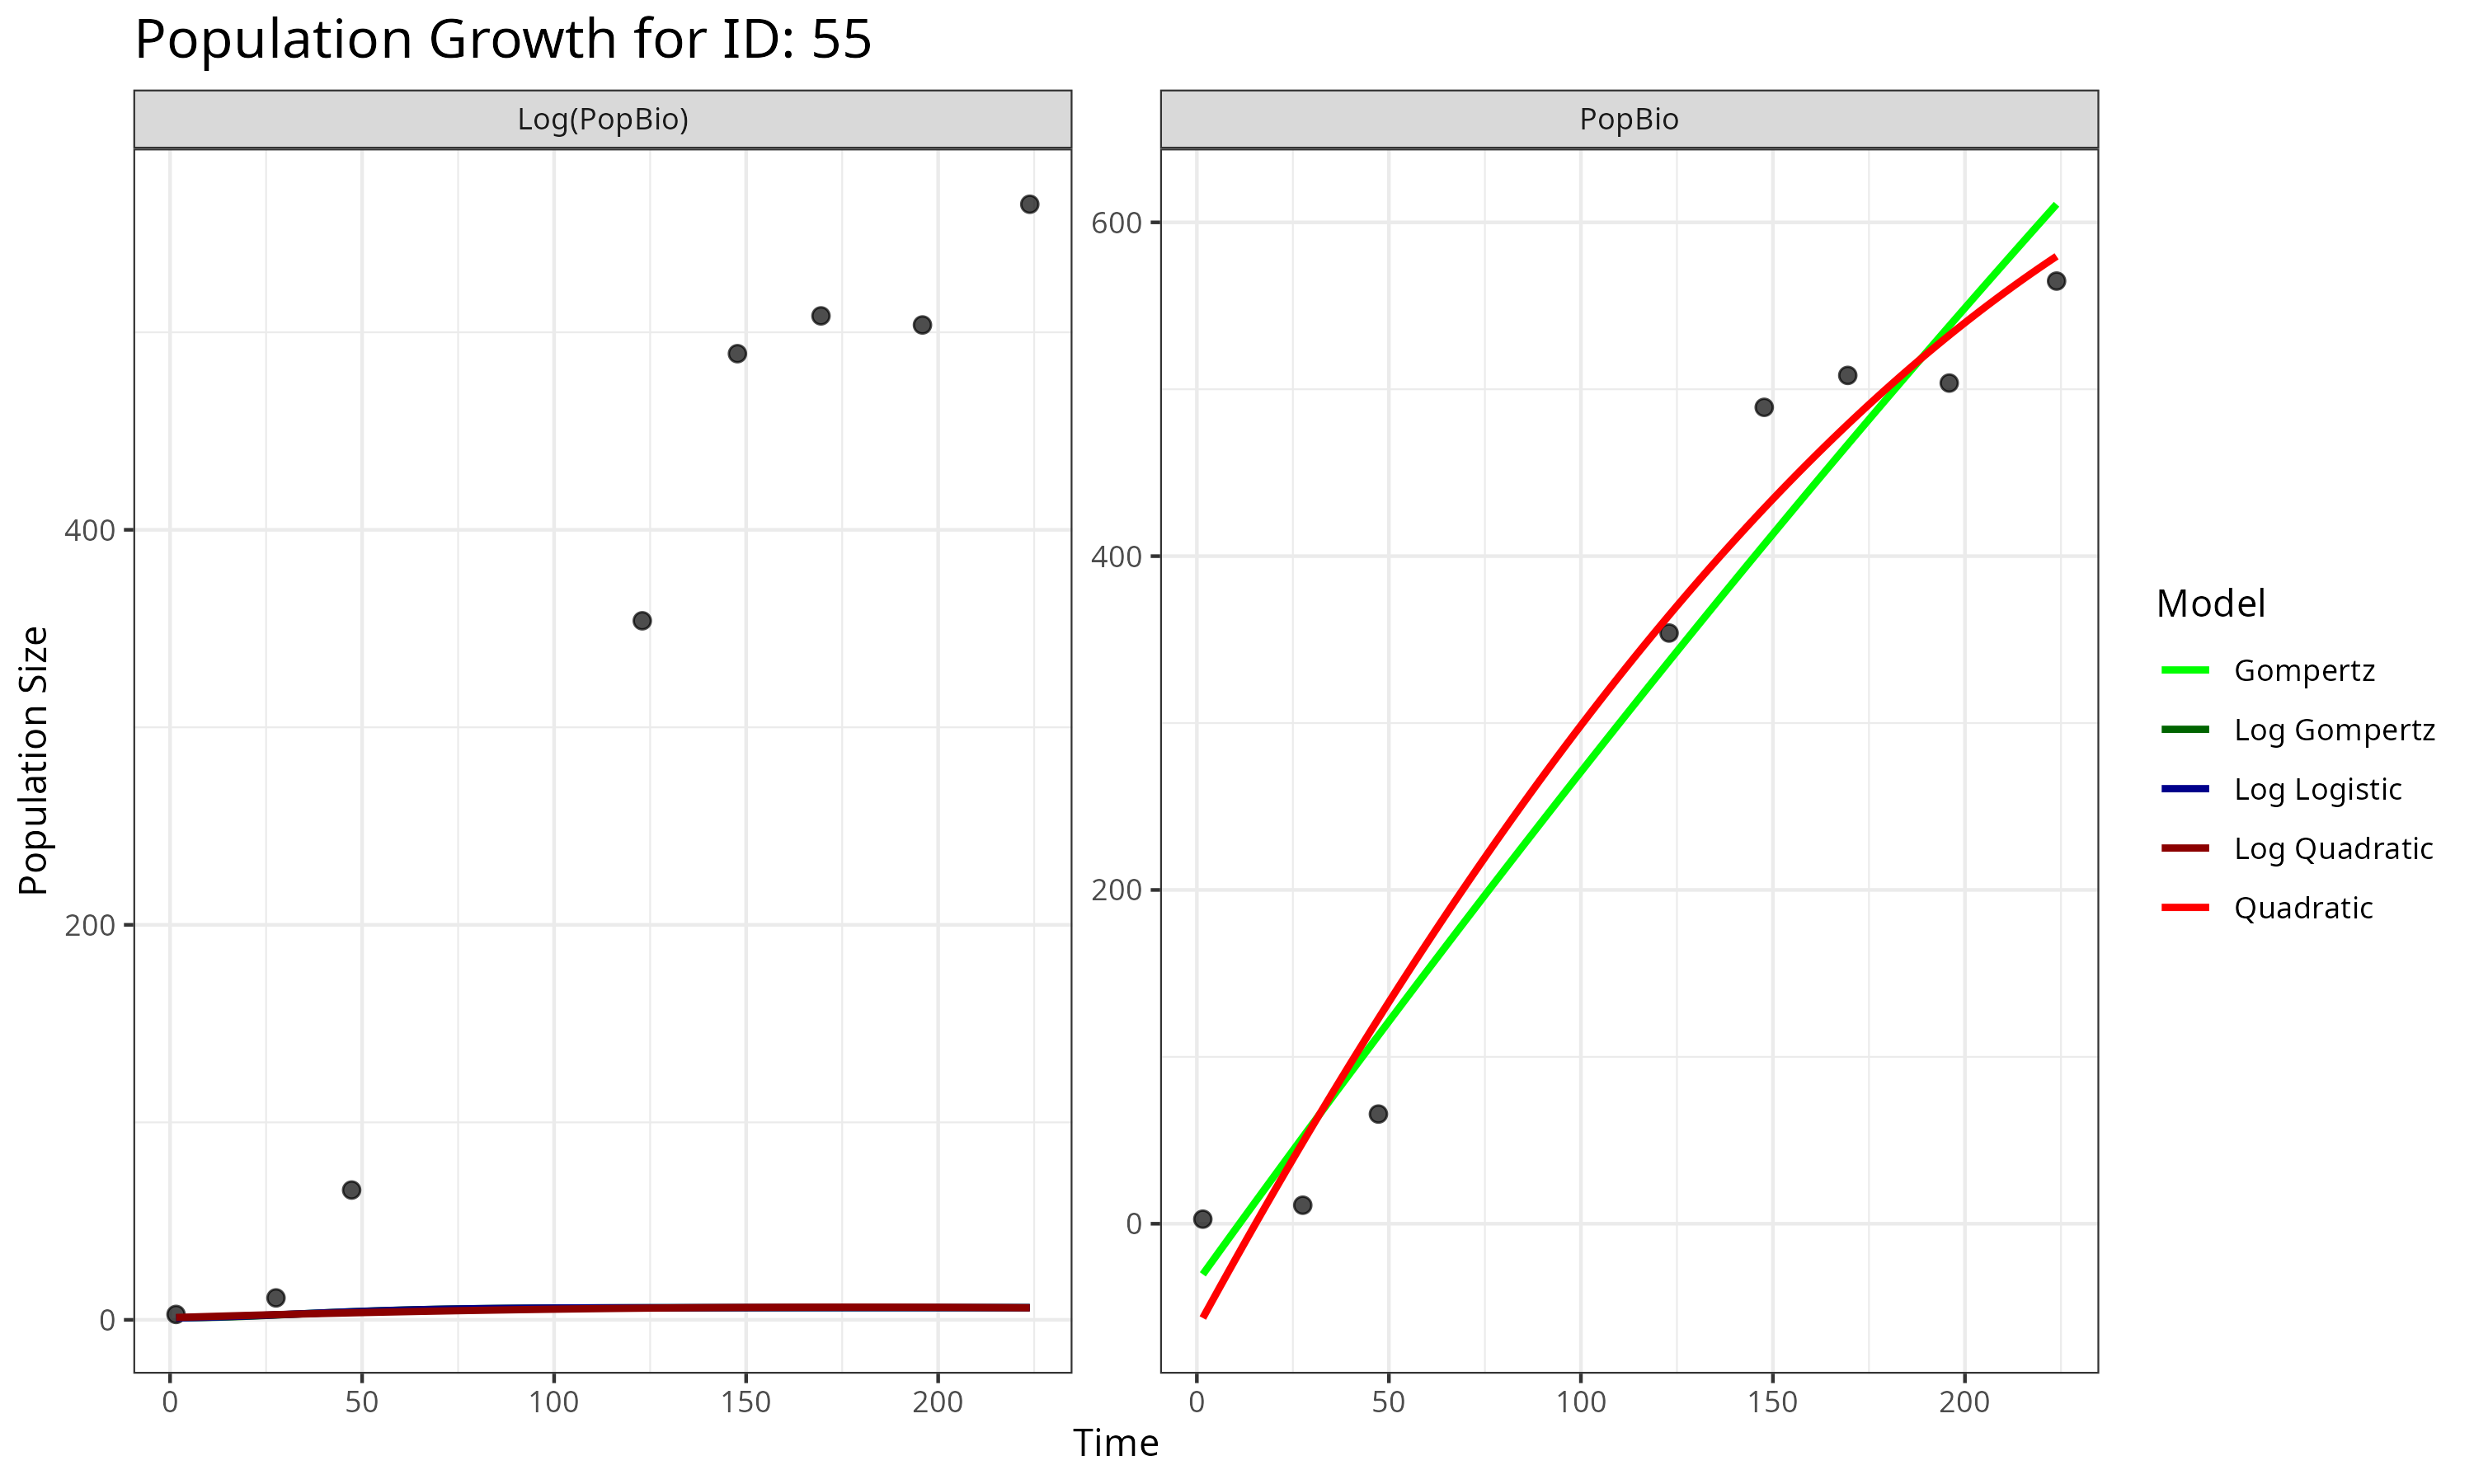 Population Growth for ID: 55
Log(PopBio)
PopBio
Population Size
400
200
0
600
400
200
0
0 50 100 150 200
0 50 100 150 200
Time
Model
Gompertz
Log Gompertz
Log Logistic
Log Quadratic
Quadratic